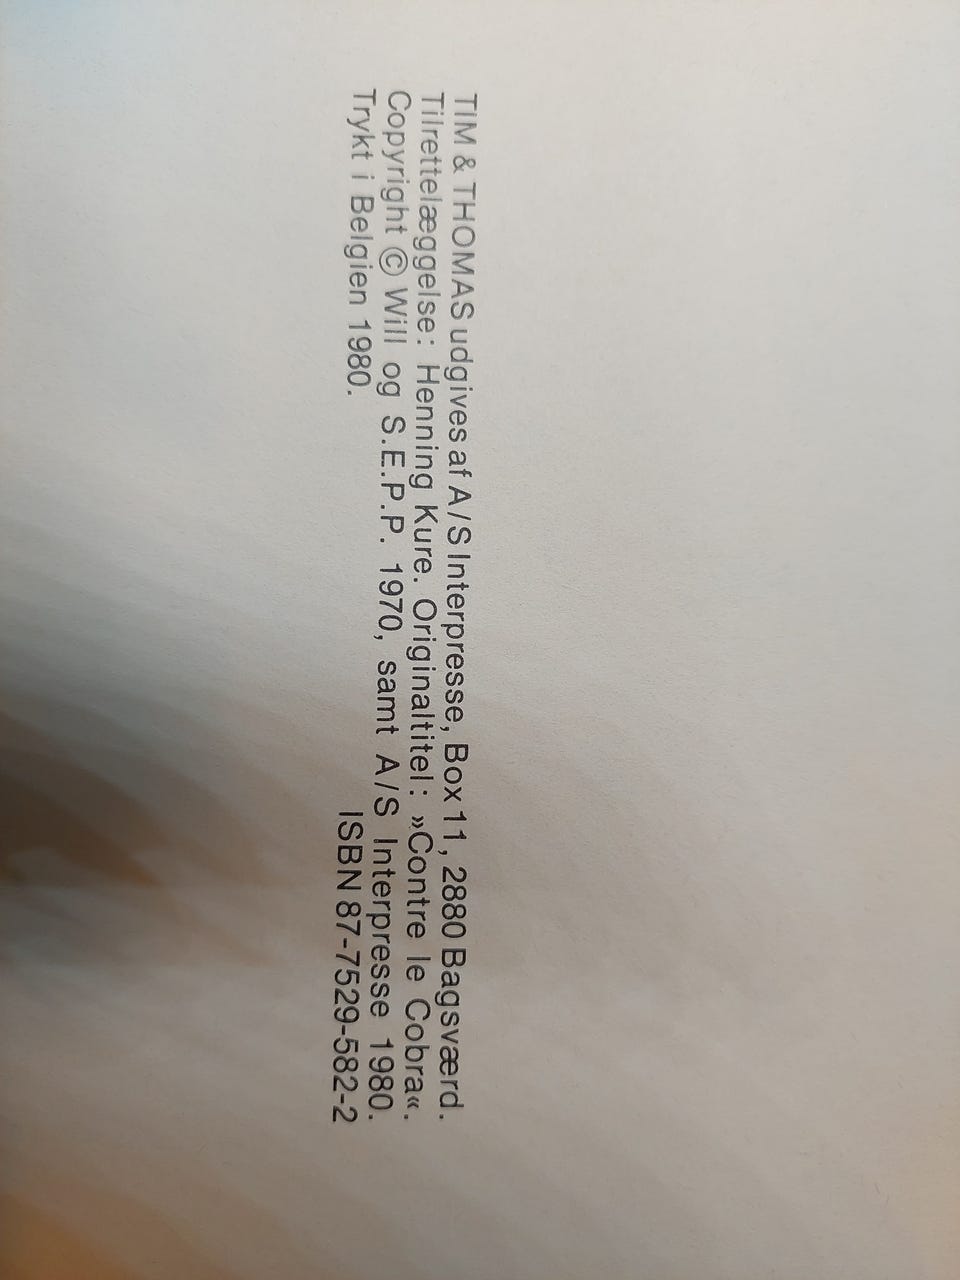 TIM & THOMAS udgives af A/S Interpresse, Box 11, 2880 Bagsværd.
Tilrettelæggelse: Henning Kure. Originaltitel: »Contre le Cobra«.
Copyright © Will og S.E.P.P. 1970, samt A/S Interpresse 1980.
Trykt i Belgien 1980. ISBN 87-7529-582-2